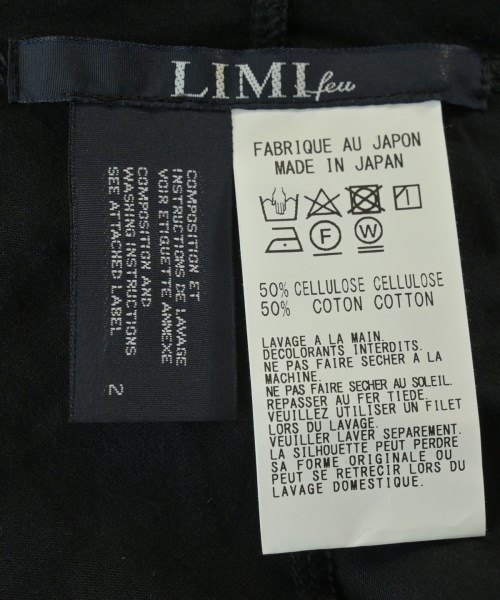 LIMI feu
COMPOSITION ET
INSTRUCTIONS DE LAVAGE
VOIR ETIQUETTE ANNEXE
COMPOSITION AND
WASHING INSTRUCTIONS
SEE ATTACHED LABEL
2
FABRIQUE AU JAPON
MADE IN JAPAN
F W
50% CELLULOSE CELLULOSE
50% COTON COTTON
LAVAGE A LA MAIN.
DECOLORANTS INTERDITS.
NE PAS FAIRE SECHER A LA
MACHINE.
NE PAS FAIRE SECHER AU SOLEIL.
REPASSER AU FER TIEDE.
VEUILLEZ UTILISER UN FILET
LORS DU LAVAGE.
VEUILLER LAVER SEPAREMENT.
LA SILHOUETTE PEUT PERDRE
SA FORME ORIGINALE OU
PEUT SE RETRECIR LORS DU
LAVAGE DOMESTIQUE.